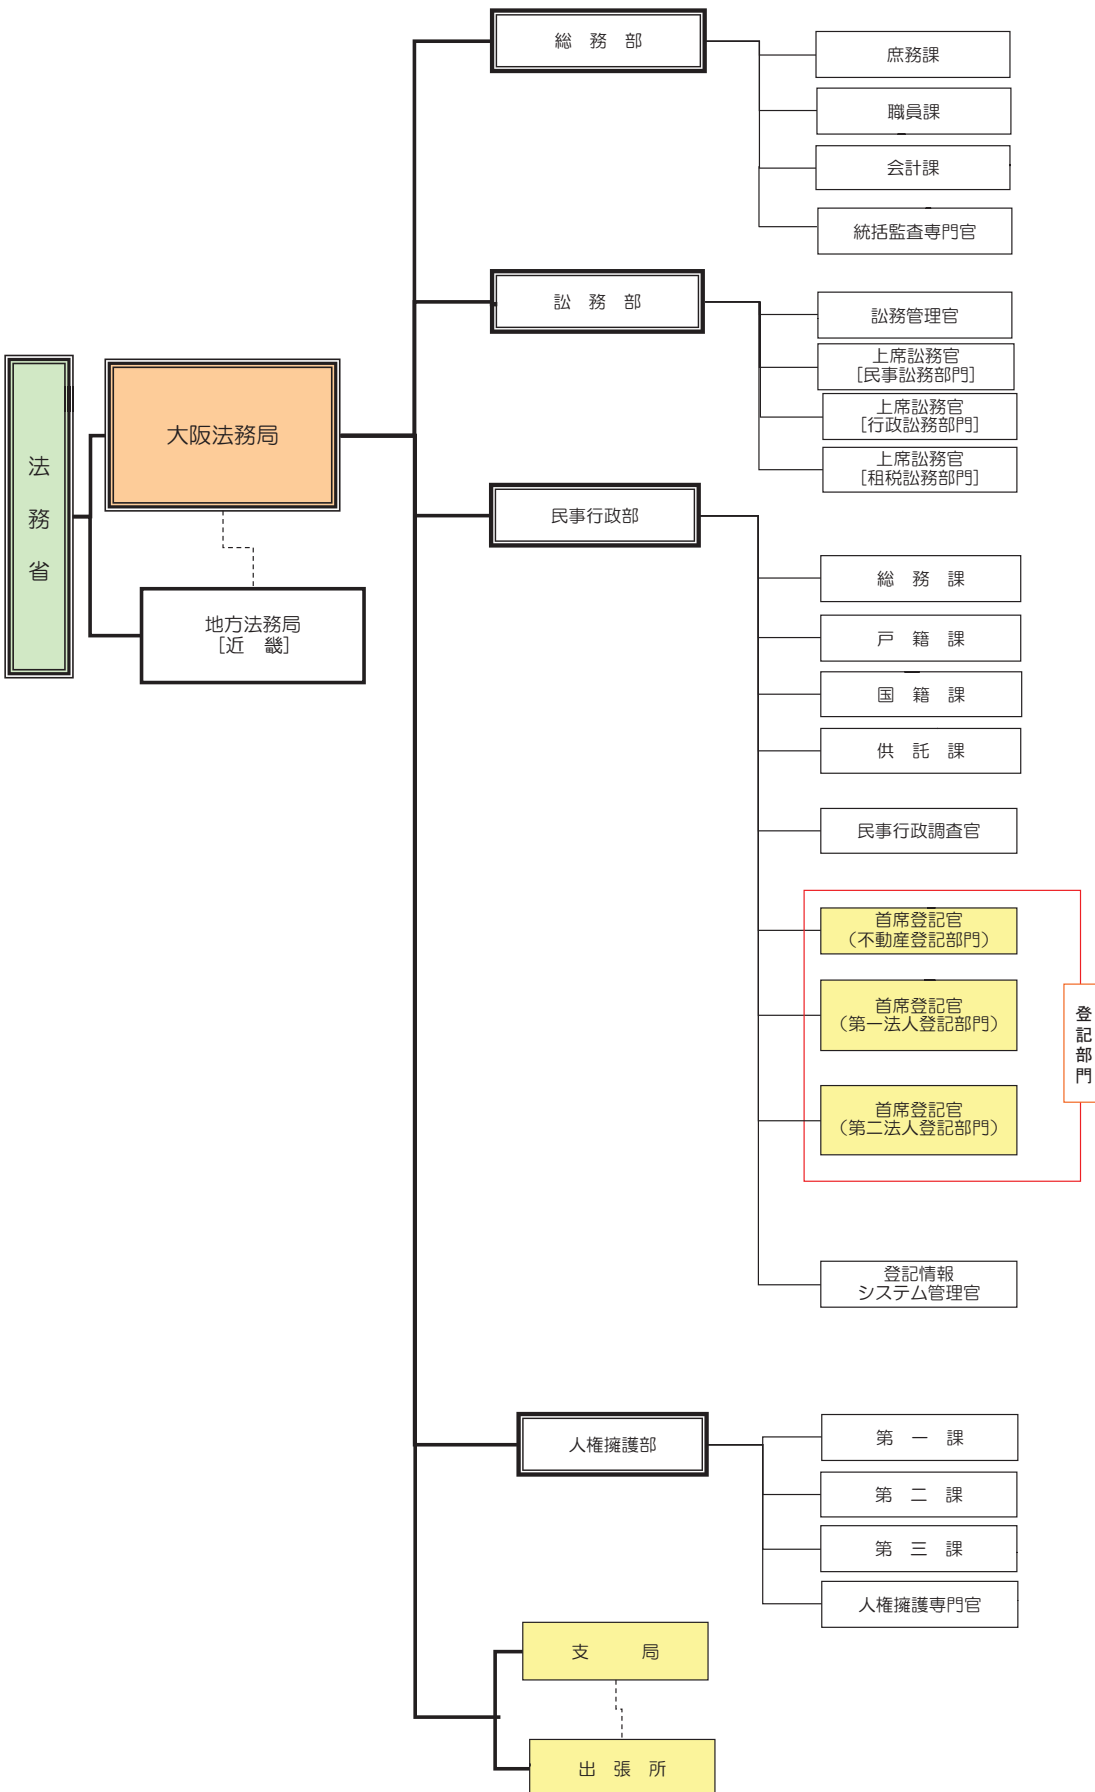 法務省
大阪法務局
地方法務局
[近　畿]
総　務　部
庶務課
職員課
会計課
統括監査専門官
訟　務　部
訟務管理官
上席訟務官
[民事訟務部門]
上席訟務官
[行政訟務部門]
上席訟務官
[租税訟務部門]
民事行政部
総　務　課
戸　籍　課
国　籍　課
供　託　課
民事行政調査官
首席登記官
（不動産登記部門）
首席登記官
（第一法人登記部門）
首席登記官
（第二法人登記部門）
登記部門
登記情報
システム管理官
人権擁護部
第　一　課
第　二　課
第　三　課
人権擁護専門官
支　　　局
出　張　所